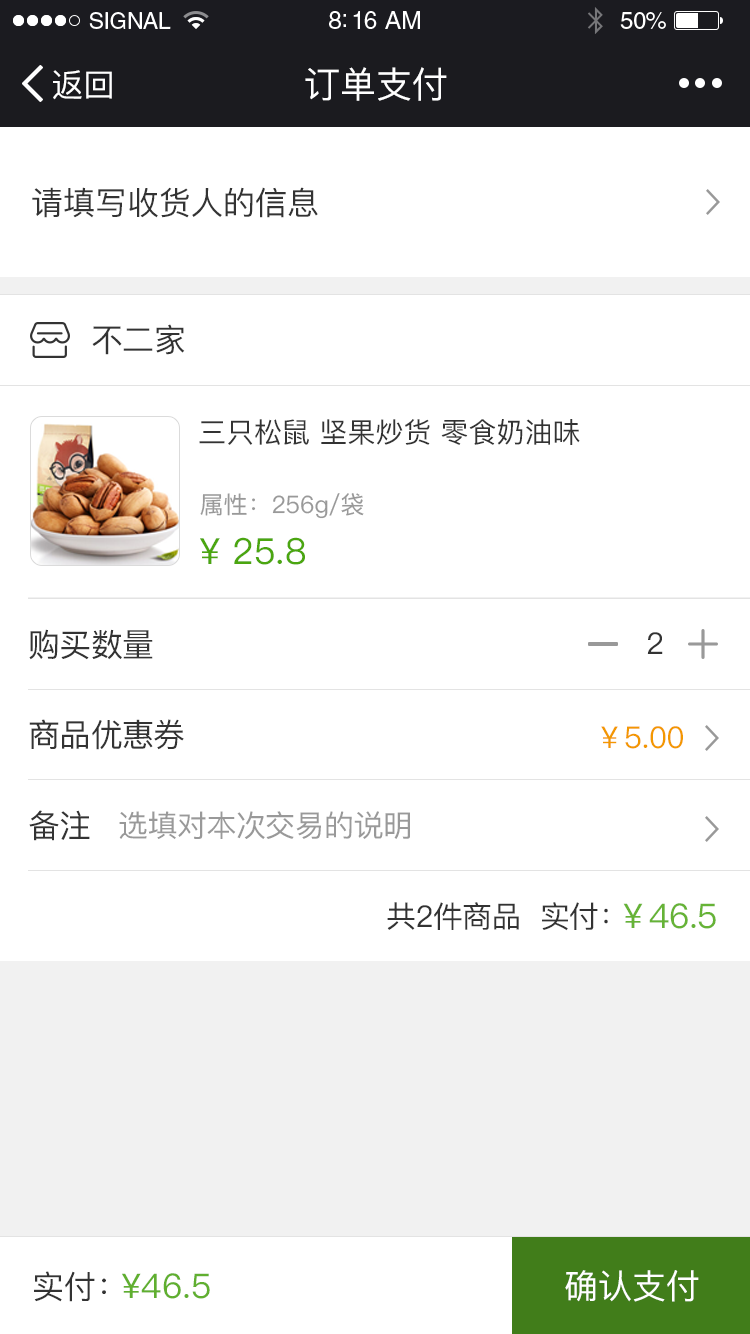 SIGNAL 8:16 AM 50%
返回 订单支付
请填写收货人的信息
不二家
三只松鼠 坚果炒货 零食奶油味
属性：256g/袋
¥ 25.8
购买数量 2
商品优惠券 ¥5.00
备注 选填对本次交易的说明
共2件商品 实付：¥46.5
实付：¥46.5 确认支付